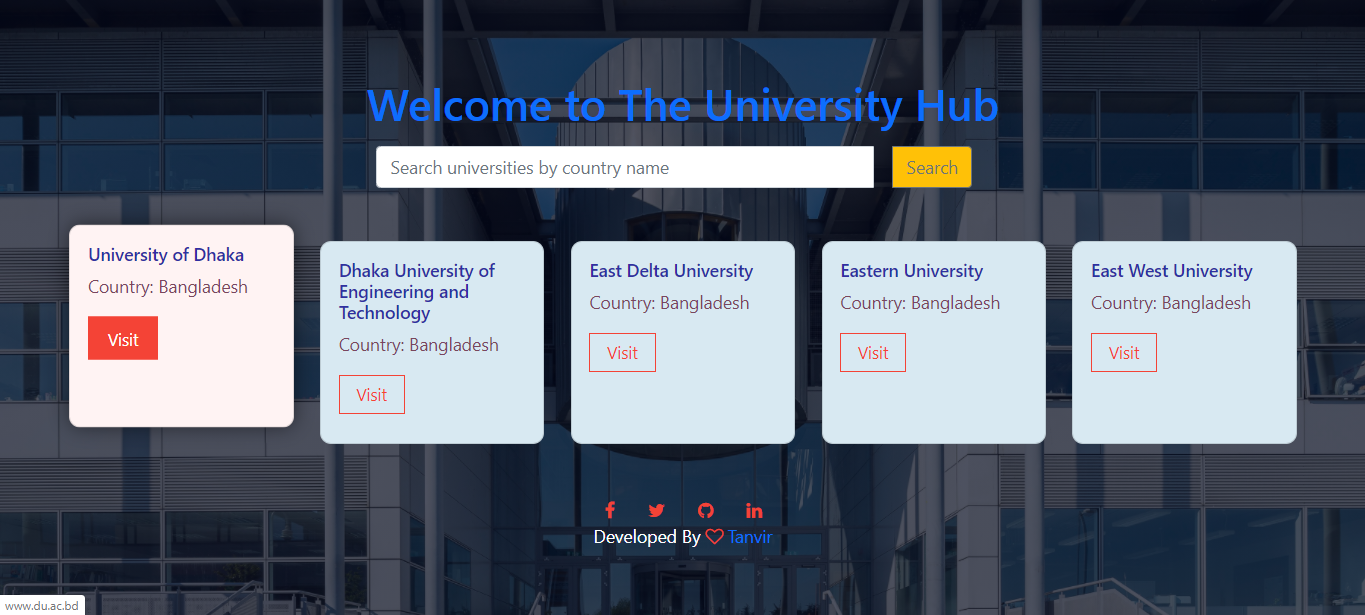 Welcome to The University Hub
Search universities by country name
Search
University of Dhaka
Country: Bangladesh
Visit
Dhaka University of
Engineering and
Technology
Country: Bangladesh
Visit
East Delta University
Country: Bangladesh
Visit
Eastern University
Country: Bangladesh
Visit
East West University
Country: Bangladesh
Visit
Developed By Tanvir
www.du.ac.bd